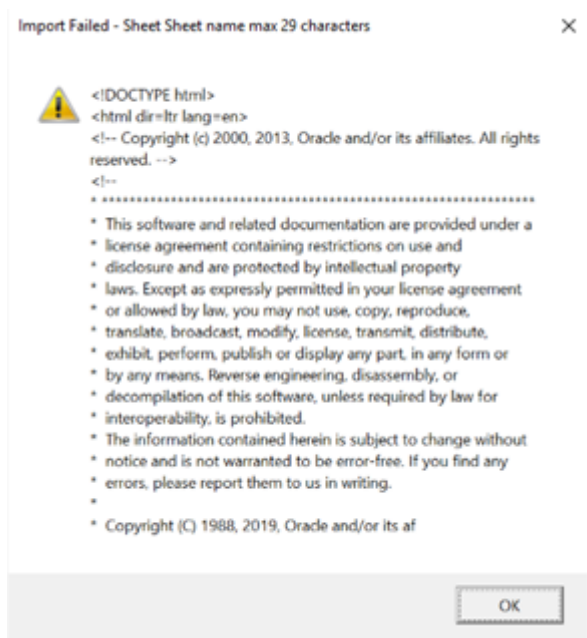 Import Failed - Sheet Sheet name max 29 characters
<!DOCTYPE html>
<html dir=ltr lang=en>
<!-- Copyright (c) 2000, 2013, Oracle and/or its affiliates. All rights
reserved. -->
<!--
* ***************************************************************
* This software and related documentation are provided under a
* license agreement containing restrictions on use and
* disclosure and are protected by intellectual property
* laws. Except as expressly permitted in your license agreement
* or allowed by law, you may not use, copy, reproduce,
* translate, broadcast, modify, license, transmit, distribute,
* exhibit, perform, publish or display any part, in any form or
* by any means. Reverse engineering, disassembly, or
* decompilation of this software, unless required by law for
* interoperability, is prohibited.
* The information contained herein is subject to change without
* notice and is not warranted to be error-free. If you find any
* errors, please report them to us in writing.
*
* Copyright (C) 1988, 2019, Oracle and/or its af
OK